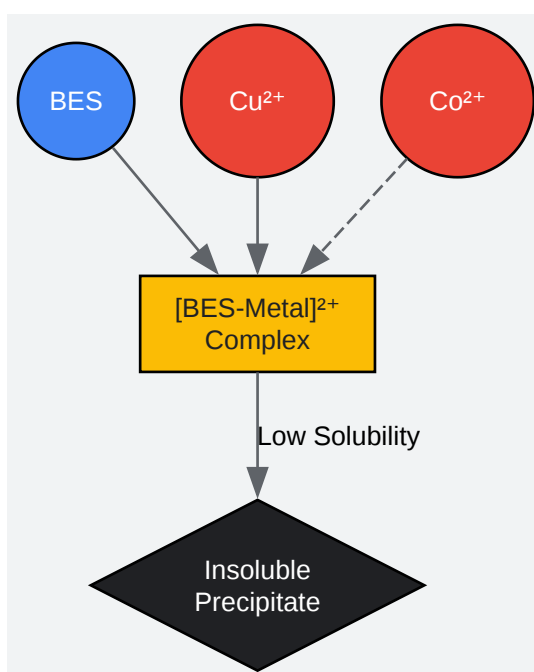 BES
Cu²⁺
Co²⁺
[BES-Metal]²⁺
Complex
Low Solubility
Insoluble
Precipitate